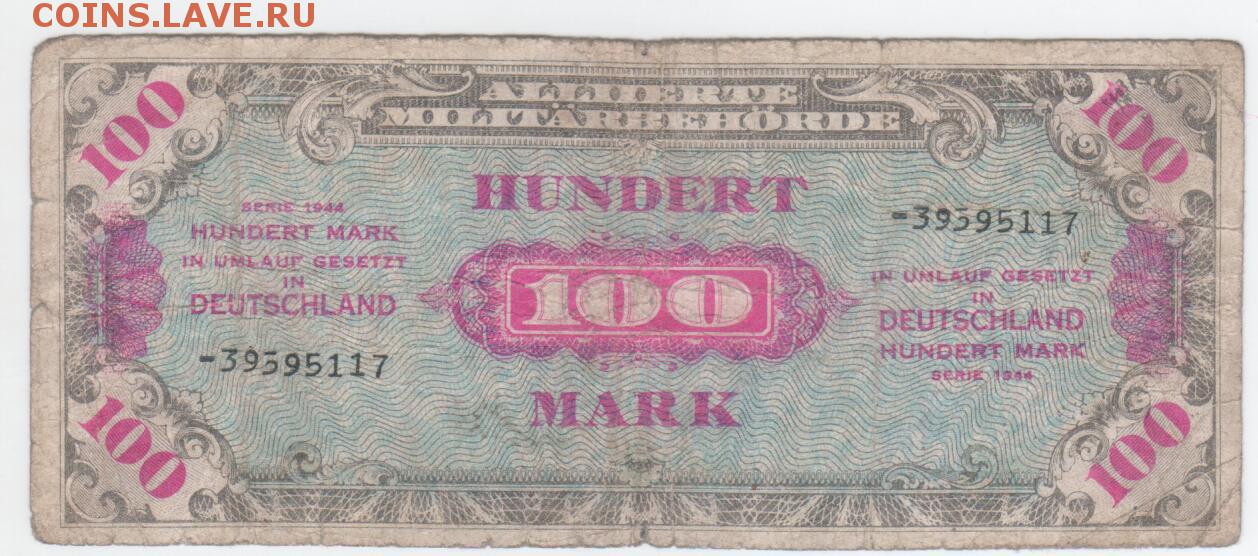 COINS.LAVE.RU
100
100
ALLIIERTE
MILITÄRBEHÖRDE
HUNDERT
SERIE 1944
HUNDERT MARK
IN UMLAUF GESETZT
IN
DEUTSCHLAND
-39595117
100
-39595117
IN UMLAUF GESETZT
IN
DEUTSCHLAND
HUNDERT MARK
SERIE 1944
MARK
100
100